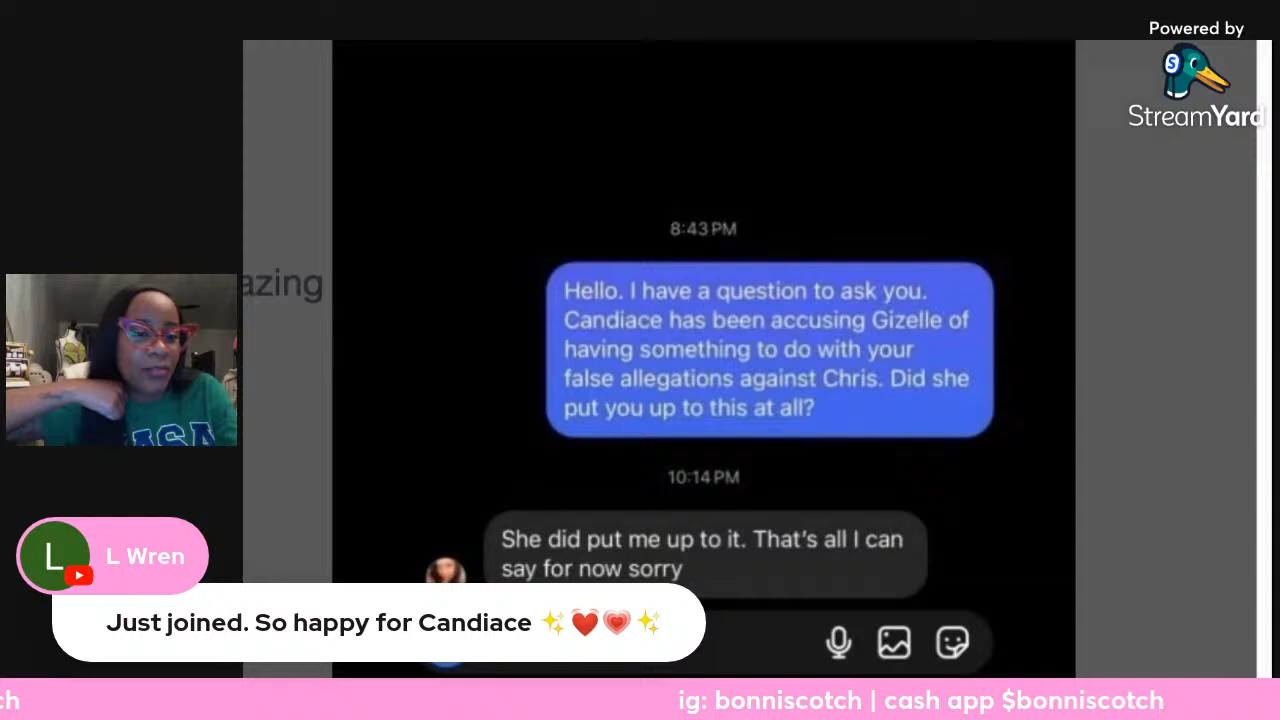 Powered by
StreamYard
azing
8:43 PM
Hello. I have a question to ask you.
Candiace has been accusing Gizelle of
having something to do with your
false allegations against Chris. Did she
put you up to this at all?
10:14 PM
She did put me up to it. That's all I can
say for now sorry
L
L Wren
Just joined. So happy for Candiace ✨💓💗✨
ch
ig: bonniscotch | cash app $bonniscotch